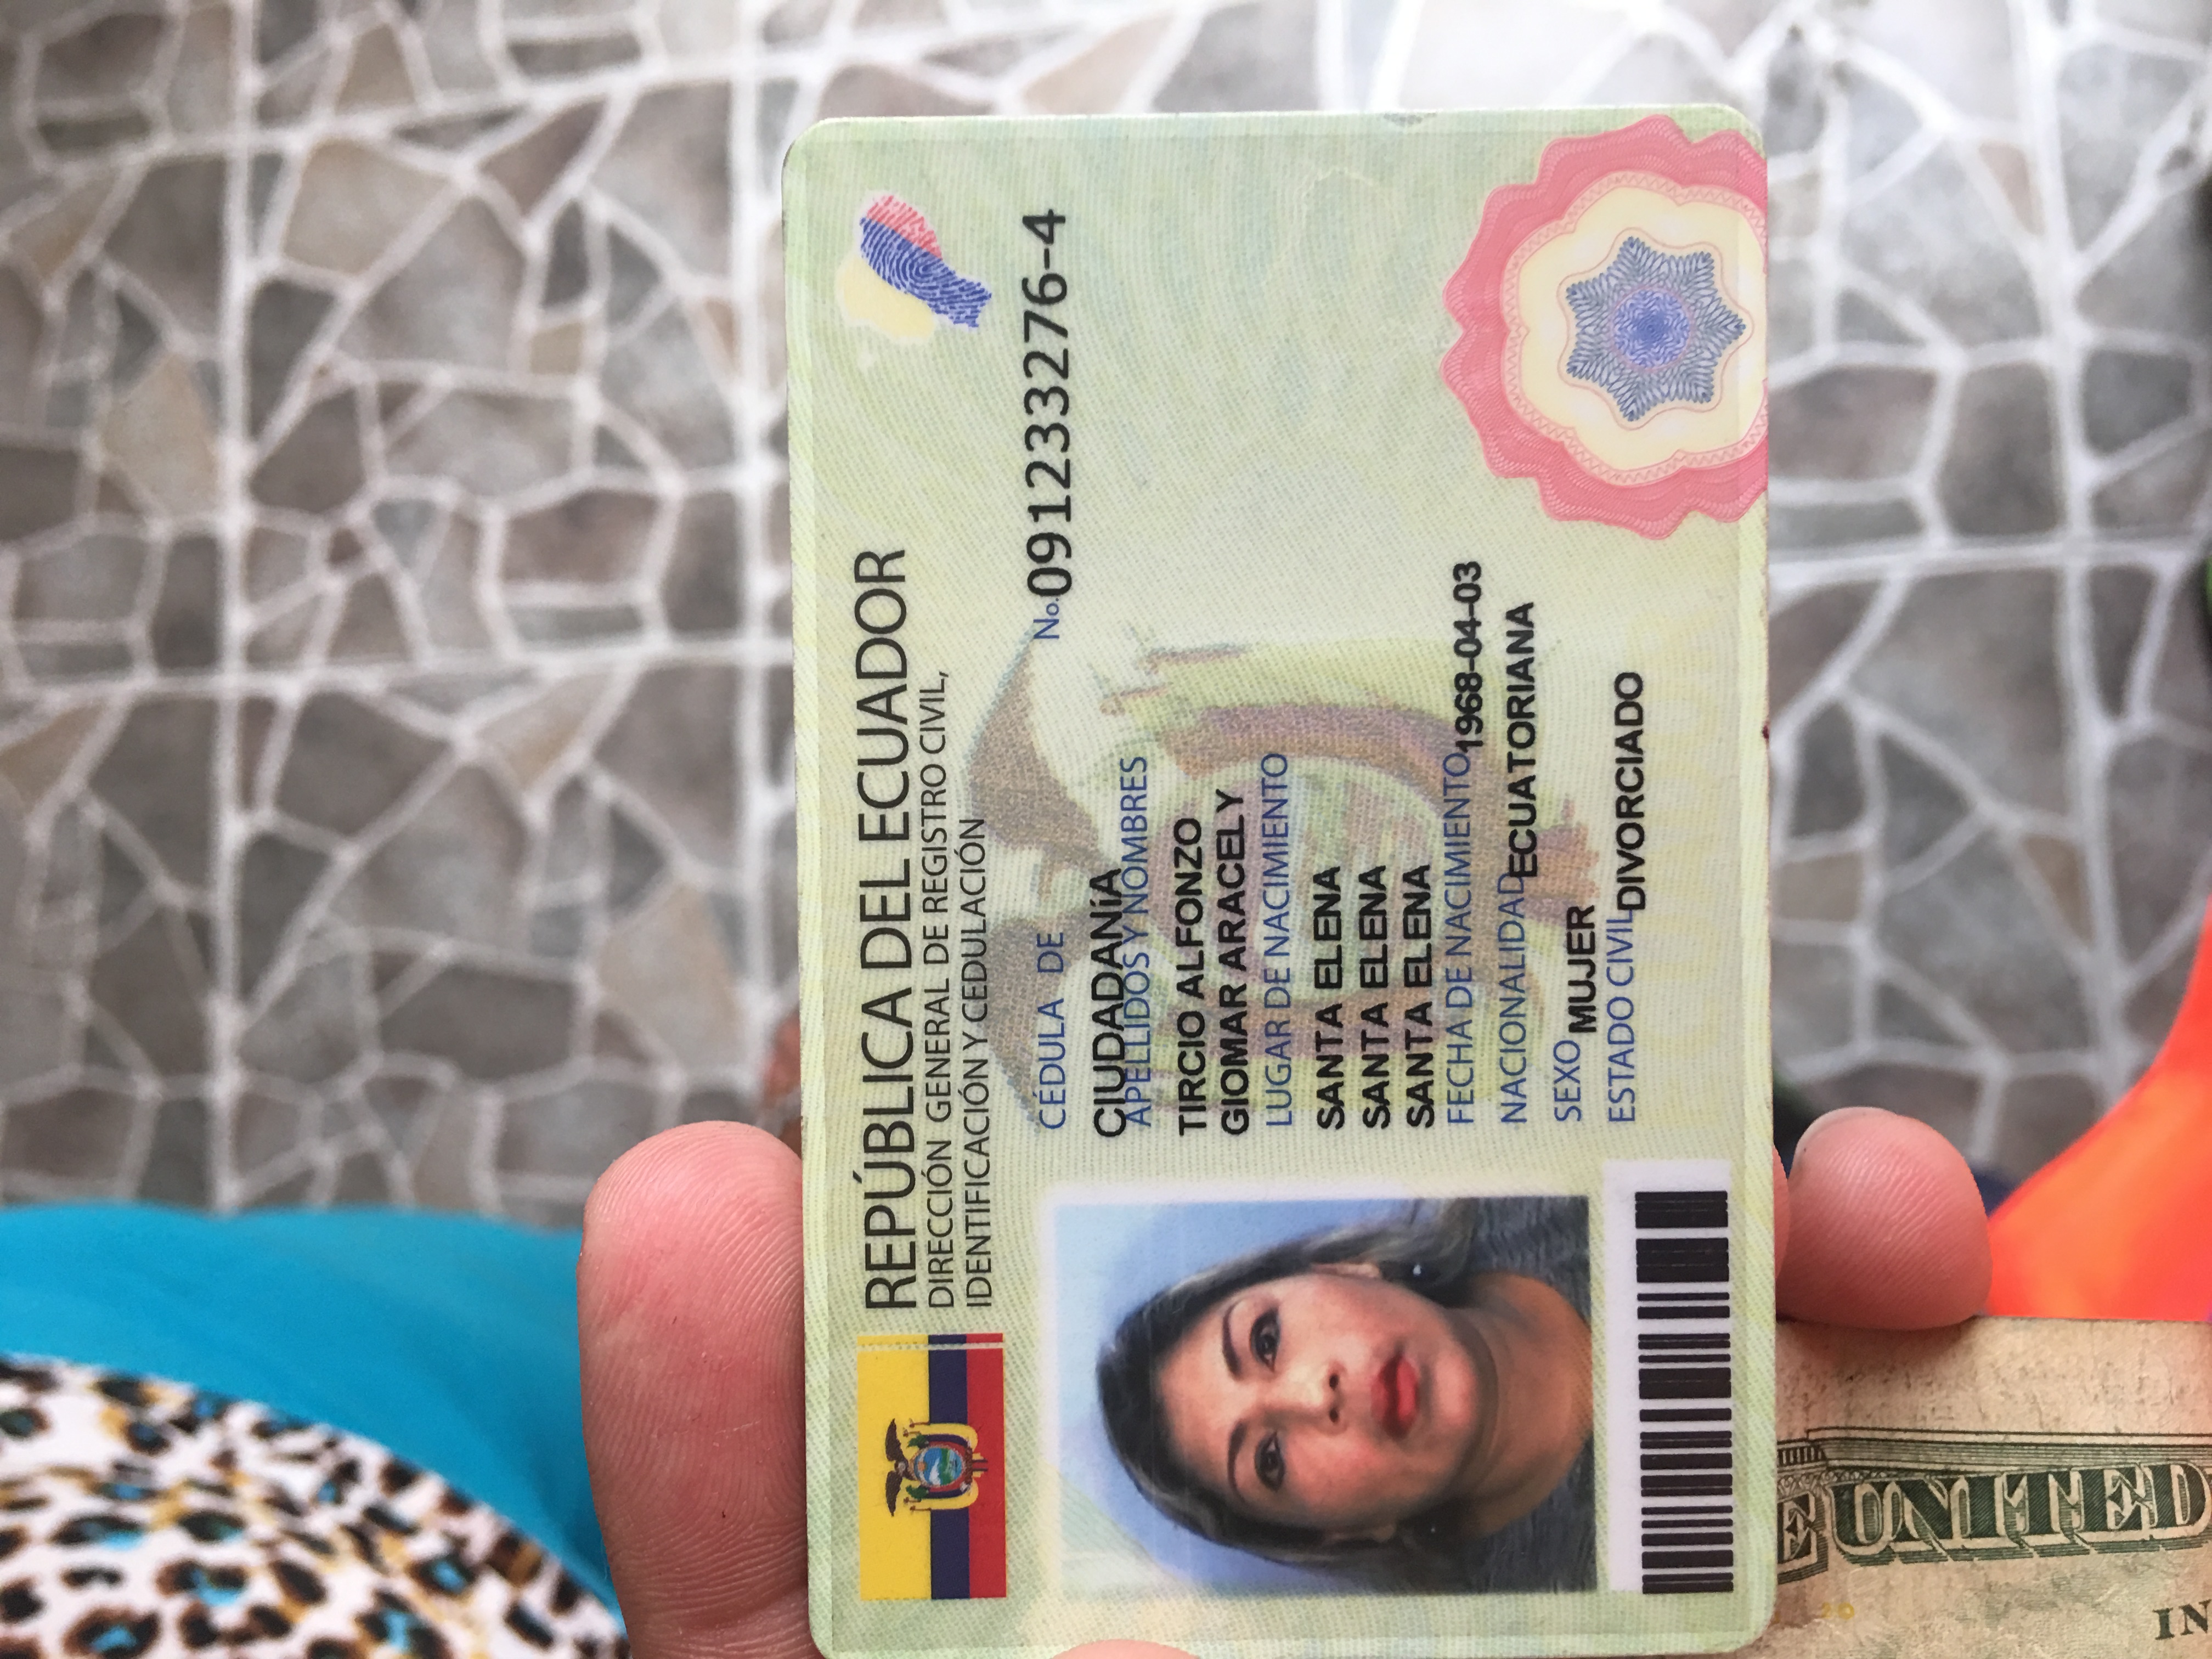 REPÚBLICA DEL ECUADOR
DIRECCIÓN GENERAL DE REGISTRO CIVIL,
IDENTIFICACIÓN Y CEDULACIÓN
CÉDULA DE No.091233276-4
CIUDADANíA
APELLIDOS Y NOMBRES
TIRCIO ALFONZO
GIOMAR ARACELY
LUGAR DE NACIMIENTO
SANTA ELENA
SANTA ELENA
SANTA ELENA
FECHA DE NACIMIENTO 1968-04-03
NACIONALIDAD ECUATORIANA
SEXO MUJER
ESTADO CIVIL DIVORCIADO
E UNITED
IN